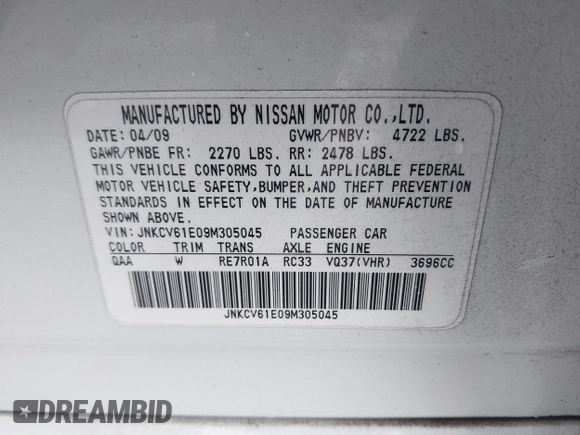 MANUFACTURED BY NISSAN MOTOR CO.,LTD.
DATE: 04/09 GVWR/PNBV: 4722 LBS.
GAWR/PNBE FR: 2270 LBS. RR: 2478 LBS.
THIS VEHICLE CONFORMS TO ALL APPLICABLE FEDERAL
MOTOR VEHICLE SAFETY,BUMPER,AND THEFT PREVENTION
STANDARDS IN EFFECT ON THE DATE OF MANUFACTURE
SHOWN ABOVE.
VIN: JNKCV61E09M305045 PASSENGER CAR
COLOR TRIM TRANS AXLE ENGINE
QAA W RE7R01A RC33 VQ37(VHR) 3696CC
JNKCV61E09M305045
DREAMBID